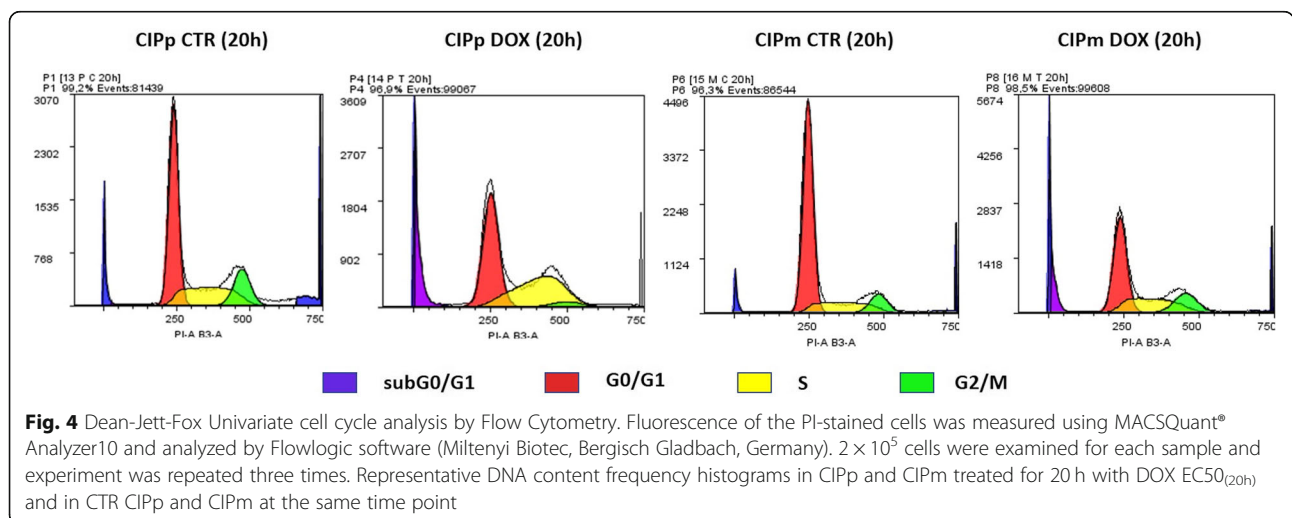 CIPp CTR (20h)
CIPp DOX (20h)
CIPm CTR (20h)
CIPm DOX (20h)
P1 [13 P C 20h]
P1 99,2% Events:81439
3070
2302
1535
768
250
500
750
PI-A B3-A
P4 [14 P T 20h]
P4 96,9% Events:99067
3609
2707
1804
902
250
500
750
PI-A B3-A
P6 [15 M C 20h]
P6 96,3% Events:86544
4496
3372
2248
1124
250
500
750
PI-A B3-A
P8 [16 M T 20h]
P8 98,5% Events:99608
5674
4256
2837
1418
250
500
750
PI-A B3-A
subG0/G1
G0/G1
S
G2/M
Fig. 4 Dean-Jett-Fox Univariate cell cycle analysis by Flow Cytometry. Fluorescence of the PI-stained cells was measured using MACSQuant®
Analyzer10 and analyzed by Flowlogic software (Miltenyi Biotec, Bergisch Gladbach, Germany). 2 × 10⁵ cells were examined for each sample and
experiment was repeated three times. Representative DNA content frequency histograms in CIPp and CIPm treated for 20 h with DOX EC50(20h)
and in CTR CIPp and CIPm at the same time point